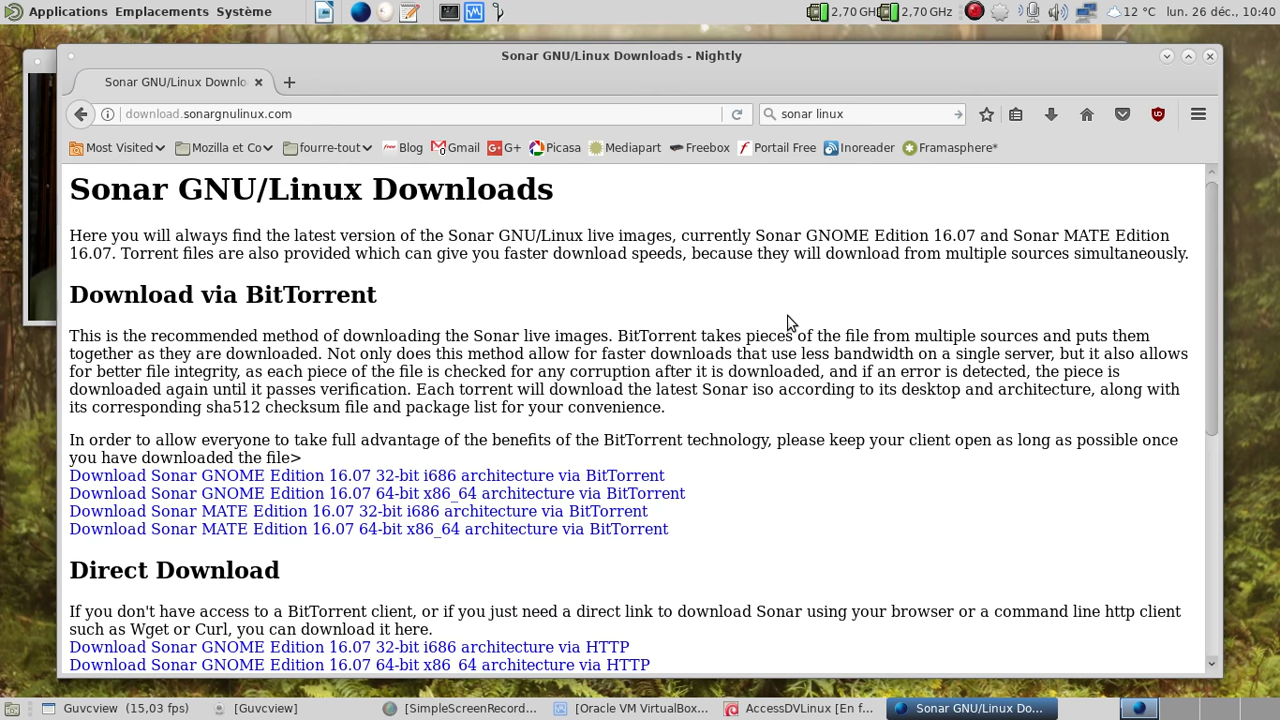 Applications Emplacements Système 2,70 GH 2,70 GHz 12 °C lun. 26 déc., 10:40
Sonar GNU/Linux Downloads - Nightly
Sonar GNU/Linux Downlo
download.sonargnulinux.com sonar linux
Most Visited Mozilla et Co fourre-tout free Blog Gmail G+ Picasa Mediapart Freebox Portail Free Inoreader Framasphere*
Sonar GNU/Linux Downloads
Here you will always find the latest version of the Sonar GNU/Linux live images, currently Sonar GNOME Edition 16.07 and Sonar MATE Edition
16.07. Torrent files are also provided which can give you faster download speeds, because they will download from multiple sources simultaneously.
Download via BitTorrent
This is the recommended method of downloading the Sonar live images. BitTorrent takes pieces of the file from multiple sources and puts them
together as they are downloaded. Not only does this method allow for faster downloads that use less bandwidth on a single server, but it also allows
for better file integrity, as each piece of the file is checked for any corruption after it is downloaded, and if an error is detected, the piece is
downloaded again until it passes verification. Each torrent will download the latest Sonar iso according to its desktop and architecture, along with
its corresponding sha512 checksum file and package list for your convenience.
In order to allow everyone to take full advantage of the benefits of the BitTorrent technology, please keep your client open as long as possible once
you have downloaded the file>
Download Sonar GNOME Edition 16.07 32-bit i686 architecture via BitTorrent
Download Sonar GNOME Edition 16.07 64-bit x86_64 architecture via BitTorrent
Download Sonar MATE Edition 16.07 32-bit i686 architecture via BitTorrent
Download Sonar MATE Edition 16.07 64-bit x86_64 architecture via BitTorrent
Direct Download
If you don't have access to a BitTorrent client, or if you just need a direct link to download Sonar using your browser or a command line http client
such as Wget or Curl, you can download it here.
Download Sonar GNOME Edition 16.07 32-bit i686 architecture via HTTP
Download Sonar GNOME Edition 16.07 64-bit x86_64 architecture via HTTP
Guvcview (15,03 fps) [Guvcview] [SimpleScreenRecord... [Oracle VM VirtualBox... AccessDVLinux [En f... Sonar GNU/Linux Do...